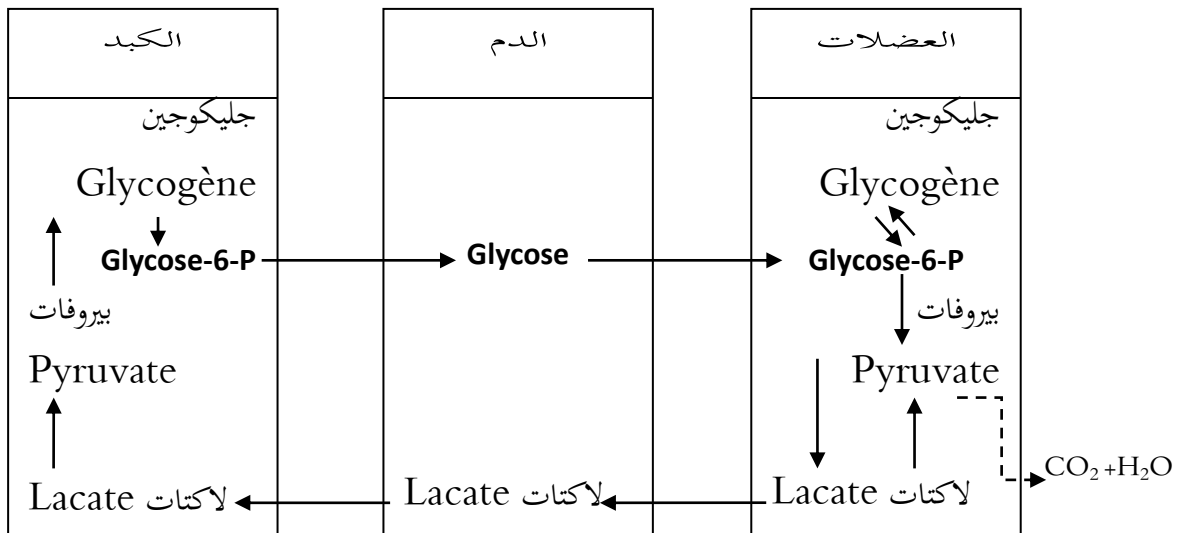 الكبد
الدم
العضلات
جليكوجين
Glycogène
Glycose-6-P
بيروفات
Pyruvate
Lacate لاكتات
Glycose
Lacate لاكتات
جليكوجين
Glycogène
Glycose-6-P
بيروفات
Pyruvate
Lacate لاكتات
CO₂ +H₂O